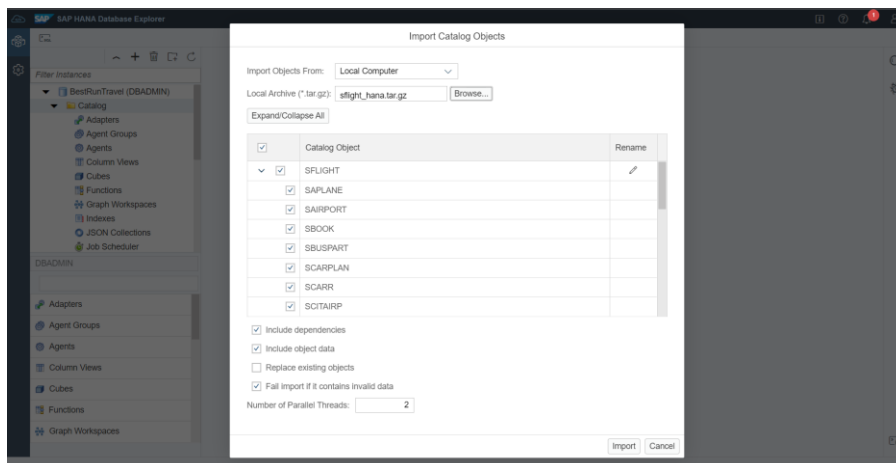 SAP HANA Database Explorer
1
Filter Instances
BestRunTravel (DBADMIN)
Catalog
Adapters
Agent Groups
Agents
Column Views
Cubes
Functions
Graph Workspaces
Indexes
JSON Collections
Job Scheduler
DBADMIN
Adapters
Agent Groups
Agents
Column Views
Cubes
Functions
Graph Workspaces
Import Catalog Objects
Import Objects From: Local Computer
Local Archive (*.tar.gz): sflight_hana.tar.gz Browse...
Expand/Collapse All
Catalog Object Rename
SFLIGHT
SAPLANE
SAIRPORT
SBOOK
SBUSPART
SCARPLAN
SCARR
SCITAIRP
Include dependencies
Include object data
Replace existing objects
Fail import if it contains invalid data
Number of Parallel Threads: 2
Import Cancel